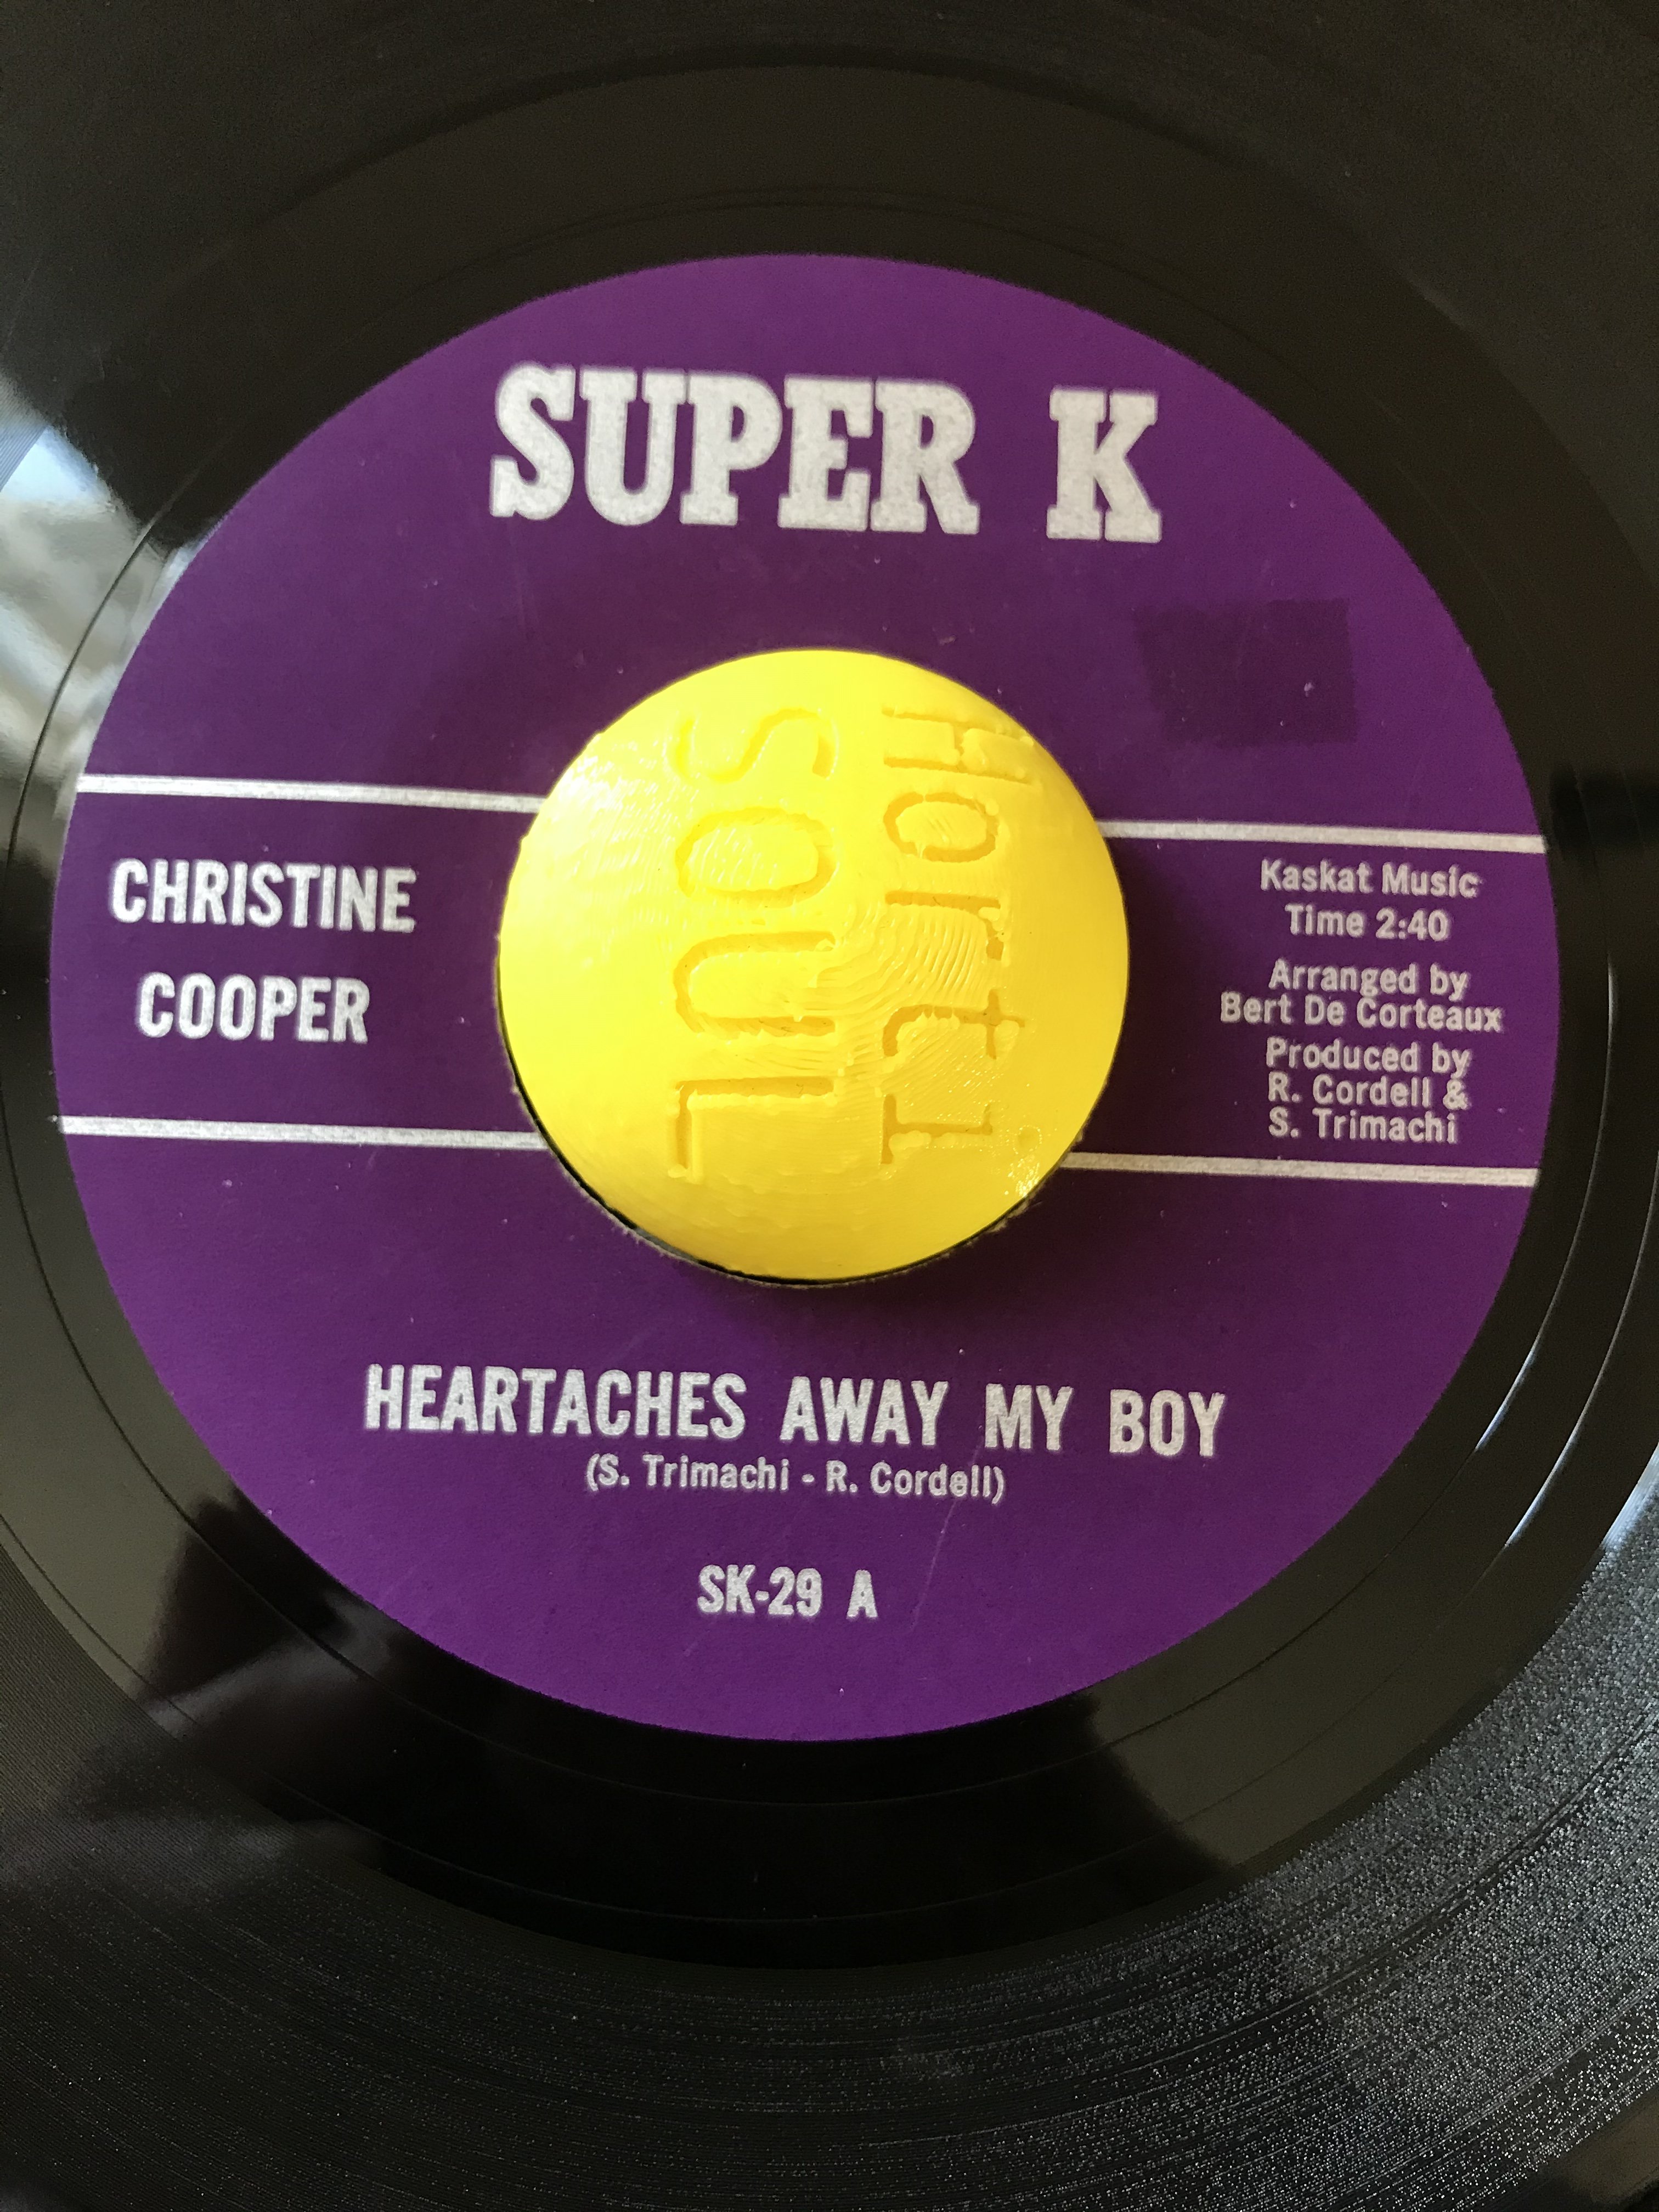 SUPER K
CHRISTINE
COOPER
Horti
SOUL
Kaskat Music
Time 2:40
Arranged by
Bert De Corteaux
Produced by
R. Cordell &
S. Trimachi
HEARTACHES AWAY MY BOY
(S. Trimachi - R. Cordell)
SK-29 A